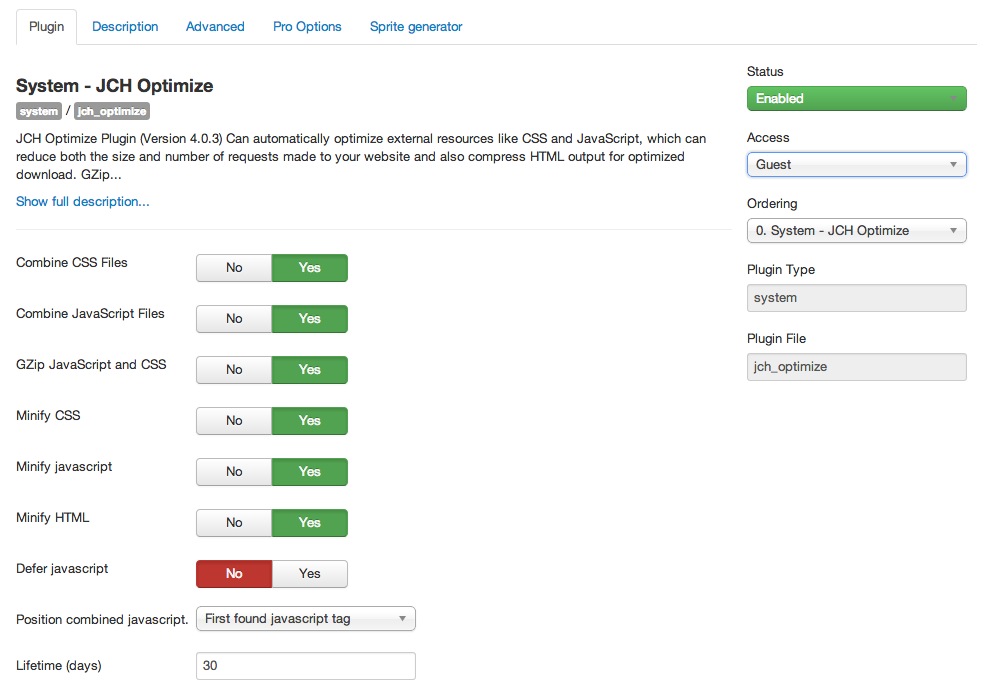 Plugin
Description
Advanced
Pro Options
Sprite generator
System - JCH Optimize
system / jch_optimize
JCH Optimize Plugin (Version 4.0.3) Can automatically optimize external resources like CSS and JavaScript, which can
reduce both the size and number of requests made to your website and also compress HTML output for optimized
download. GZip...
Show full description...
Combine CSS Files
No
Yes
Combine JavaScript Files
No
Yes
GZip JavaScript and CSS
No
Yes
Minify CSS
No
Yes
Minify javascript
No
Yes
Minify HTML
No
Yes
Defer javascript
No
Yes
Position combined javascript.
First found javascript tag
Lifetime (days)
30
Status
Enabled
Access
Guest
Ordering
0. System - JCH Optimize
Plugin Type
system
Plugin File
jch_optimize